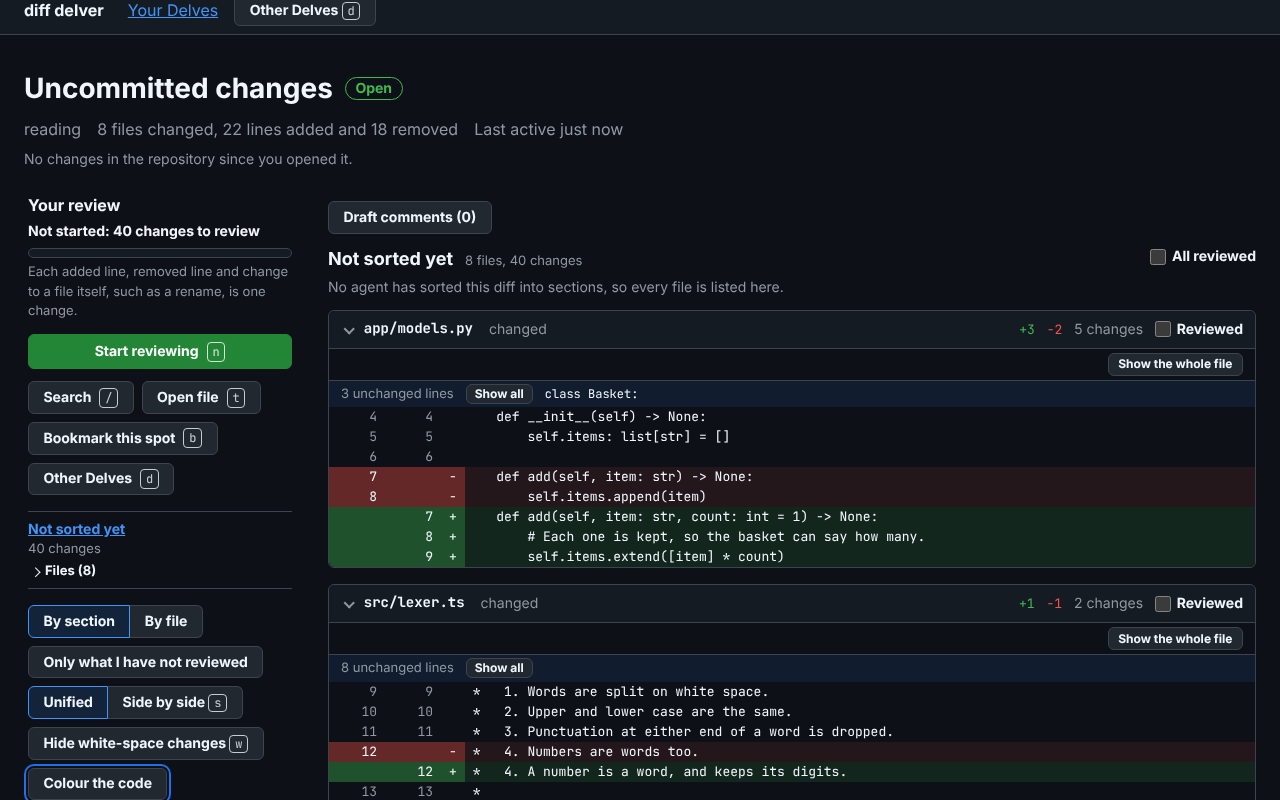 diff delver Your Delves Other Delves d
Uncommitted changes Open
reading 8 files changed, 22 lines added and 18 removed Last active just now
No changes in the repository since you opened it.
Your review
Not started: 40 changes to review
Each added line, removed line and change
to a file itself, such as a rename, is one
change.
Start reviewing n
Search / Open file t
Bookmark this spot b
Other Delves d
Not sorted yet
40 changes
Files (8)
By section By file
Only what I have not reviewed
Unified Side by side s
Hide white-space changes w
Colour the code
Draft comments (0)
Not sorted yet 8 files, 40 changes All reviewed
No agent has sorted this diff into sections, so every file is listed here.
app/models.py changed +3 -2 5 changes Reviewed
Show the whole file
3 unchanged lines Show all class Basket:
4 4 def __init__(self) -> None:
5 5 self.items: list[str] = []
6 6
7 - def add(self, item: str) -> None:
8 - self.items.append(item)
7 + def add(self, item: str, count: int = 1) -> None:
8 + # Each one is kept, so the basket can say how many.
9 + self.items.extend([item] * count)
src/lexer.ts changed +1 -1 2 changes Reviewed
Show the whole file
8 unchanged lines Show all
9 9 * 1. Words are split on white space.
10 10 * 2. Upper and lower case are the same.
11 11 * 3. Punctuation at either end of a word is dropped.
12 - * 4. Numbers are words too.
12 + * 4. A number is a word, and keeps its digits.
13 13 *